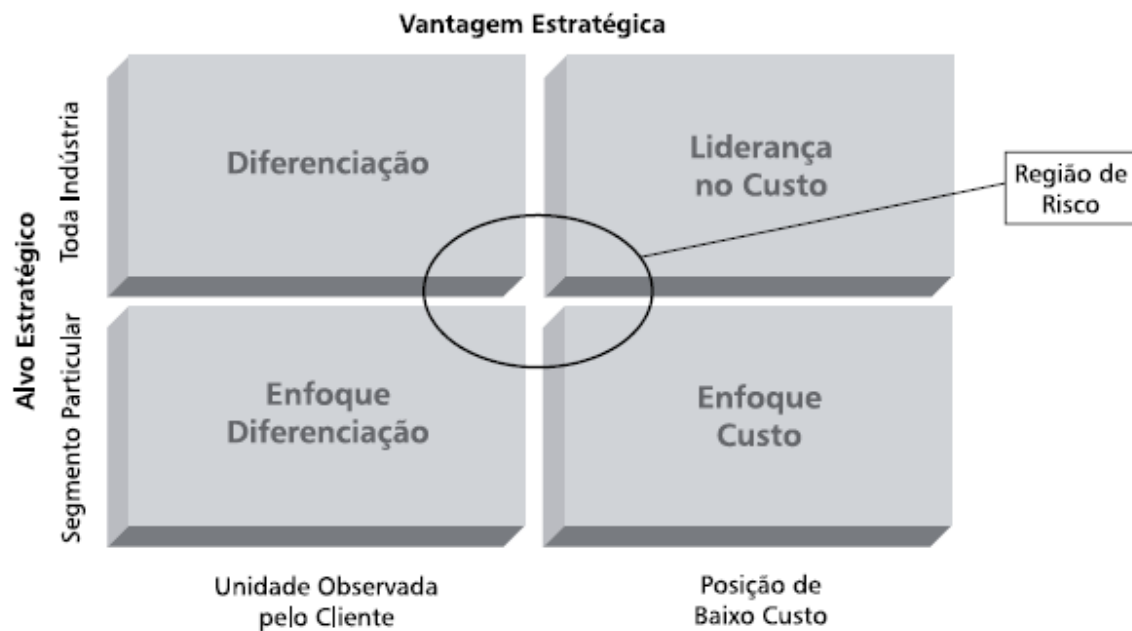 Vantagem Estratégica
Alvo Estratégico
Toda Indústria
Diferenciação
Liderança
no Custo
Região de
Risco
Segmento Particular
Enfoque
Diferenciação
Enfoque
Custo
Unidade Observada
pelo Cliente
Posição de
Baixo Custo